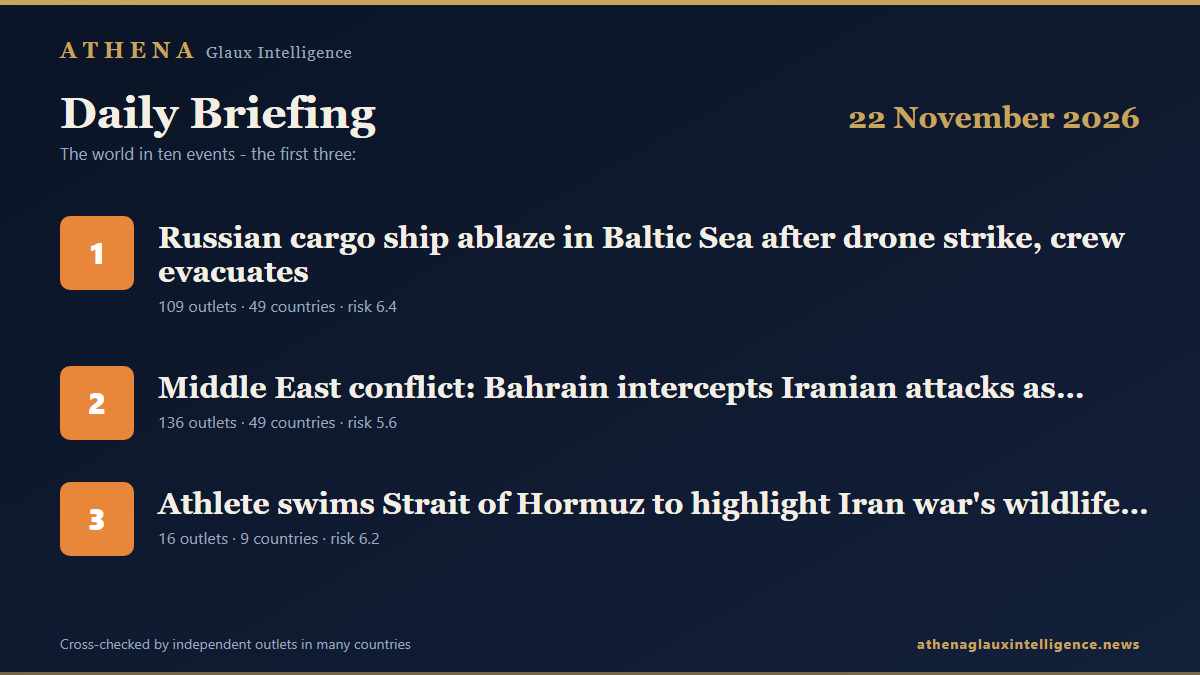 ATHENA Glaux Intelligence
Daily Briefing
22 November 2026
The world in ten events - the first three:
1
Russian cargo ship ablaze in Baltic Sea after drone strike, crew
evacuates
109 outlets · 49 countries · risk 6.4
2
Middle East conflict: Bahrain intercepts Iranian attacks as...
136 outlets · 49 countries · risk 5.6
3
Athlete swims Strait of Hormuz to highlight Iran war's wildlife...
16 outlets · 9 countries · risk 6.2
Cross-checked by independent outlets in many countries
athenaglauxintelligence.news